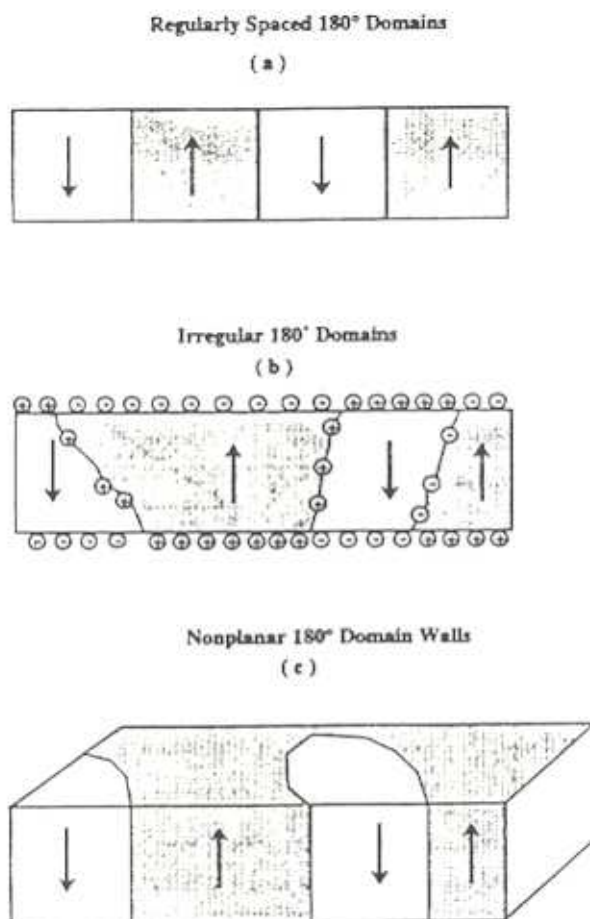 Regularly Spaced 180° Domains
(a)
Irregular 180° Domains
(b)
Nonplanar 180° Domain Walls
(c)